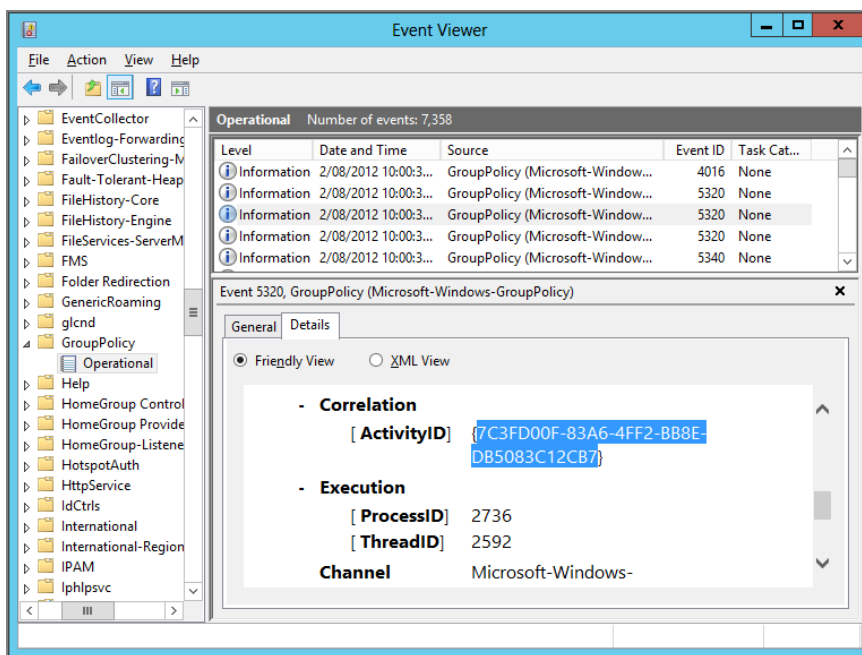 Event Viewer
File Action View Help
EventCollector
Eventlog-Forwarding
FailoverClustering-M
Fault-Tolerant-Heap
FileHistory-Core
FileHistory-Engine
FileServices-ServerM
FMS
Folder Redirection
GenericRoaming
glcnd
GroupPolicy
Operational
Help
HomeGroup Control
HomeGroup Provide
HomeGroup-Listene
HotspotAuth
HttpService
IdCtrls
International
International-Region
IPAM
Iphlpsvc
Operational Number of events: 7,358
Level Date and Time Source Event ID Task Cat...
Information 2/08/2012 10:00:3... GroupPolicy (Microsoft-Window... 4016 None
Information 2/08/2012 10:00:3... GroupPolicy (Microsoft-Window... 5320 None
Information 2/08/2012 10:00:3... GroupPolicy (Microsoft-Window... 5320 None
Information 2/08/2012 10:00:3... GroupPolicy (Microsoft-Window... 5320 None
Information 2/08/2012 10:00:3... GroupPolicy (Microsoft-Window... 5340 None
Event 5320, GroupPolicy (Microsoft-Windows-GroupPolicy)
General Details
Friendly View XML View
- Correlation
[ ActivityID] {7C3FD00F-83A6-4FF2-BB8E-
DB5083C12CB7}
- Execution
[ ProcessID] 2736
[ ThreadID] 2592
Channel Microsoft-Windows-